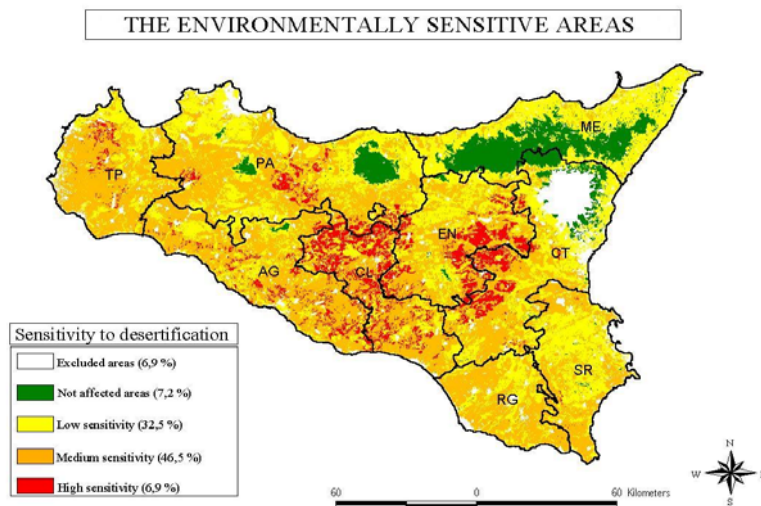 THE ENVIRONMENTALLY SENSITIVE AREAS
ME
PA
TP
EN
CT
AG
CL
SR
RG
Sensitivity to desertification
Excluded areas (6,9 %)
Not affected areas (7,2 %)
Low sensitivity (32,5 %)
Medium sensitivity (46,5 %)
High sensitivity (6,9 %)
N
W E
S
60 0 60 Kilometers